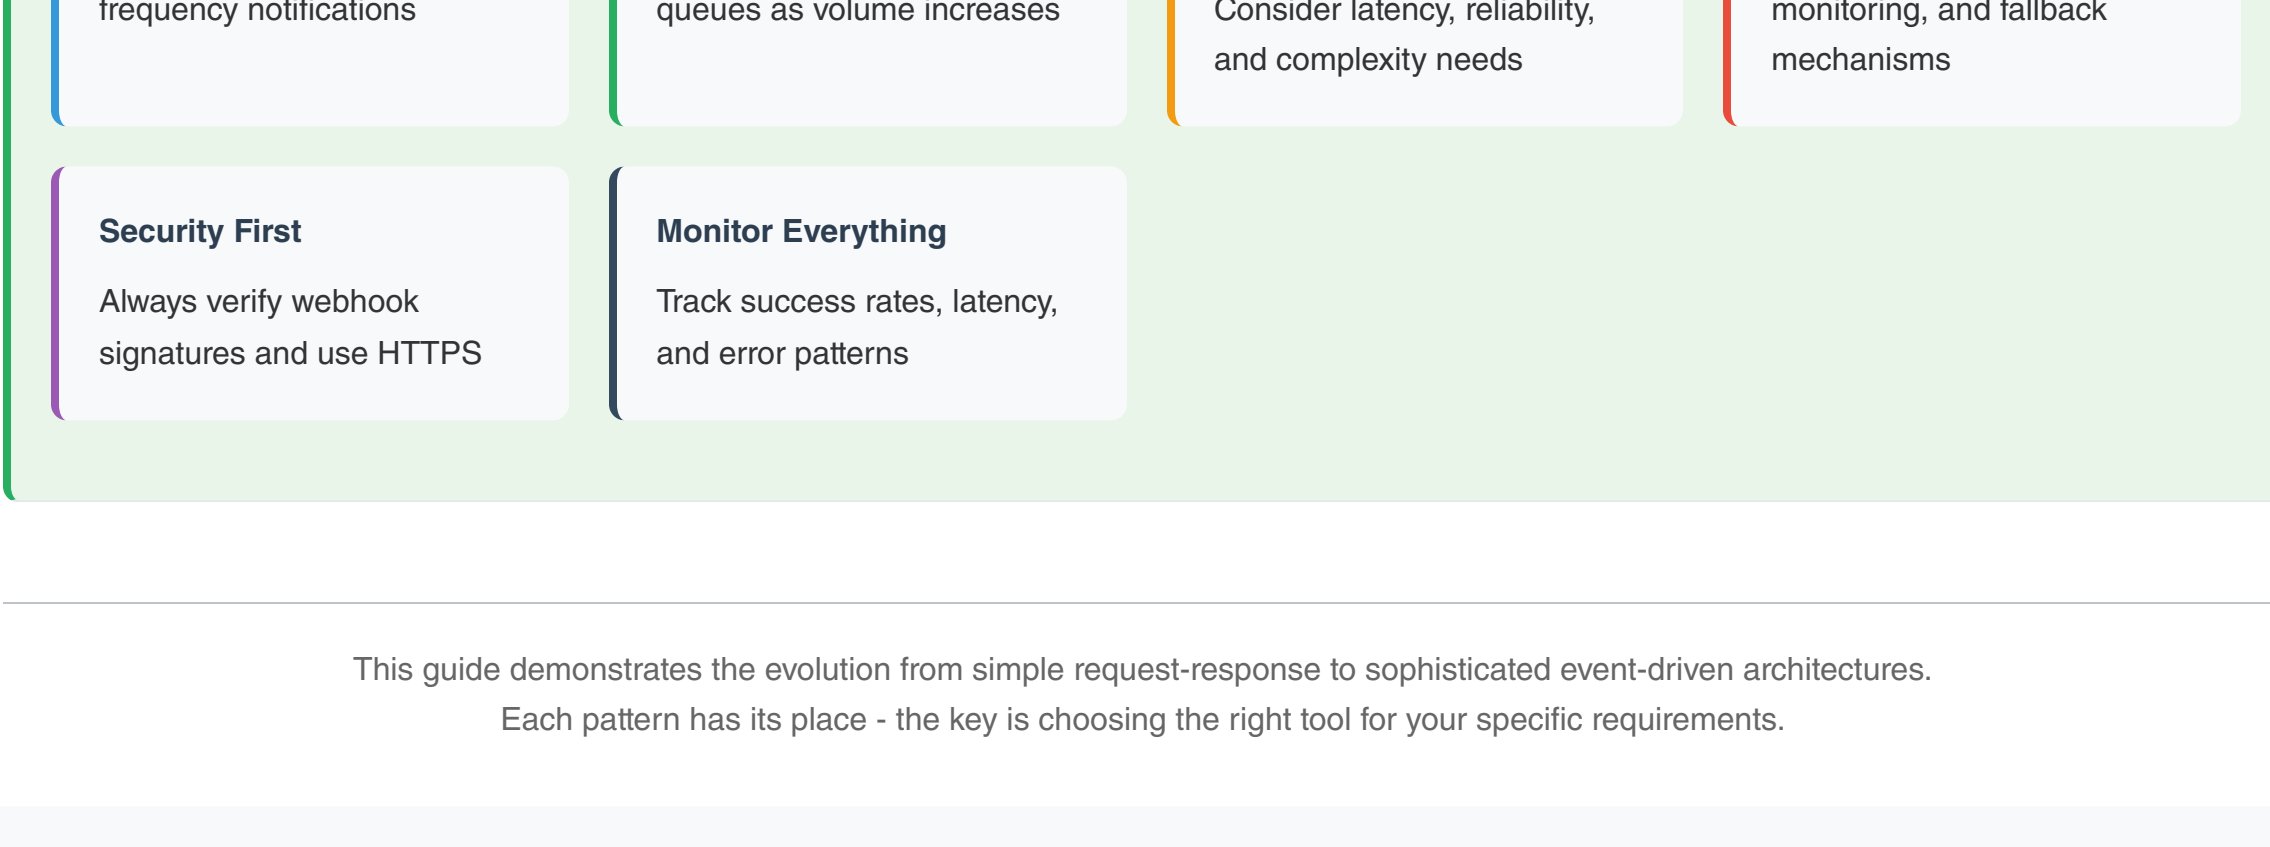 frequency notifications
queues as volume increases
Consider latency, reliability,
and complexity needs
monitoring, and fallback
mechanisms
Security First
Always verify webhook
signatures and use HTTPS
Monitor Everything
Track success rates, latency,
and error patterns
This guide demonstrates the evolution from simple request-response to sophisticated event-driven architectures.
Each pattern has its place - the key is choosing the right tool for your specific requirements.